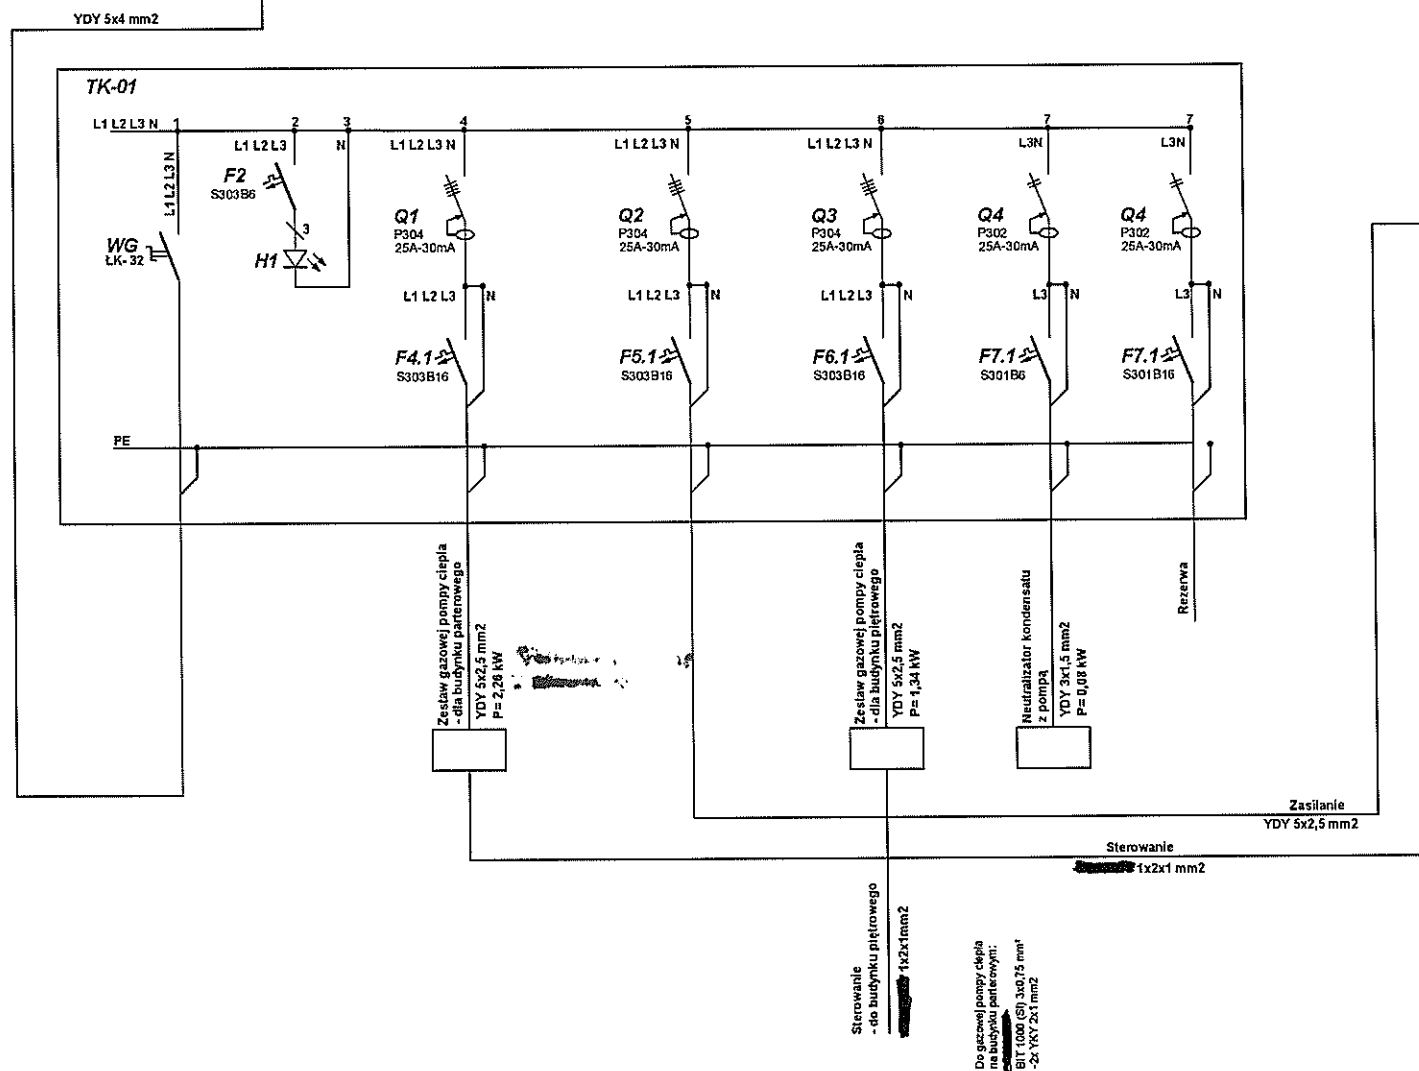 YDY 5x4 mm2
TK-01
L1 L2 L3 N
1
2
3
4
5
6
7
7
L1 L2 L3 N
L1 L2 L3
N
L1 L2 L3 N
L1 L2 L3 N
L1 L2 L3 N
L3N
L3N
F2
S303B6
3
H1
WG
ŁK-32
Q1
P304
25A-30mA
Q2
P304
25A-30mA
Q3
P304
25A-30mA
Q4
P302
25A-30mA
Q4
P302
25A-30mA
L1 L2 L3
N
L1 L2 L3
N
L1 L2 L3
N
L3
N
L3
N
F4.1
S303B16
F5.1
S303B16
F6.1
S303B16
F7.1
S301B6
F7.1
S301B16
PE
Zestaw gazowej pompy ciepła
- dla budynku parterowego
YDY 5x2,5 mm2
P= 2,26 kW
Zestaw gazowej pompy ciepła
- dla budynku piętrowego
YDY 5x2,5 mm2
P= 1,34 kW
Neutralizator kondensatu
z pompą
YDY 3x1,5 mm2
P= 0,08 kW
Rezerwa
Zasilanie
YDY 5x2,5 mm2
Sterowanie
1x2x1 mm2
Sterowanie
- do budynku piętrowego
1x2x1mm2
Do gazowej pompy ciepła
na budynku parterowym:
BIT 1000 (SI) 3x0,75 mm²
-2x YKY 2x1 mm2